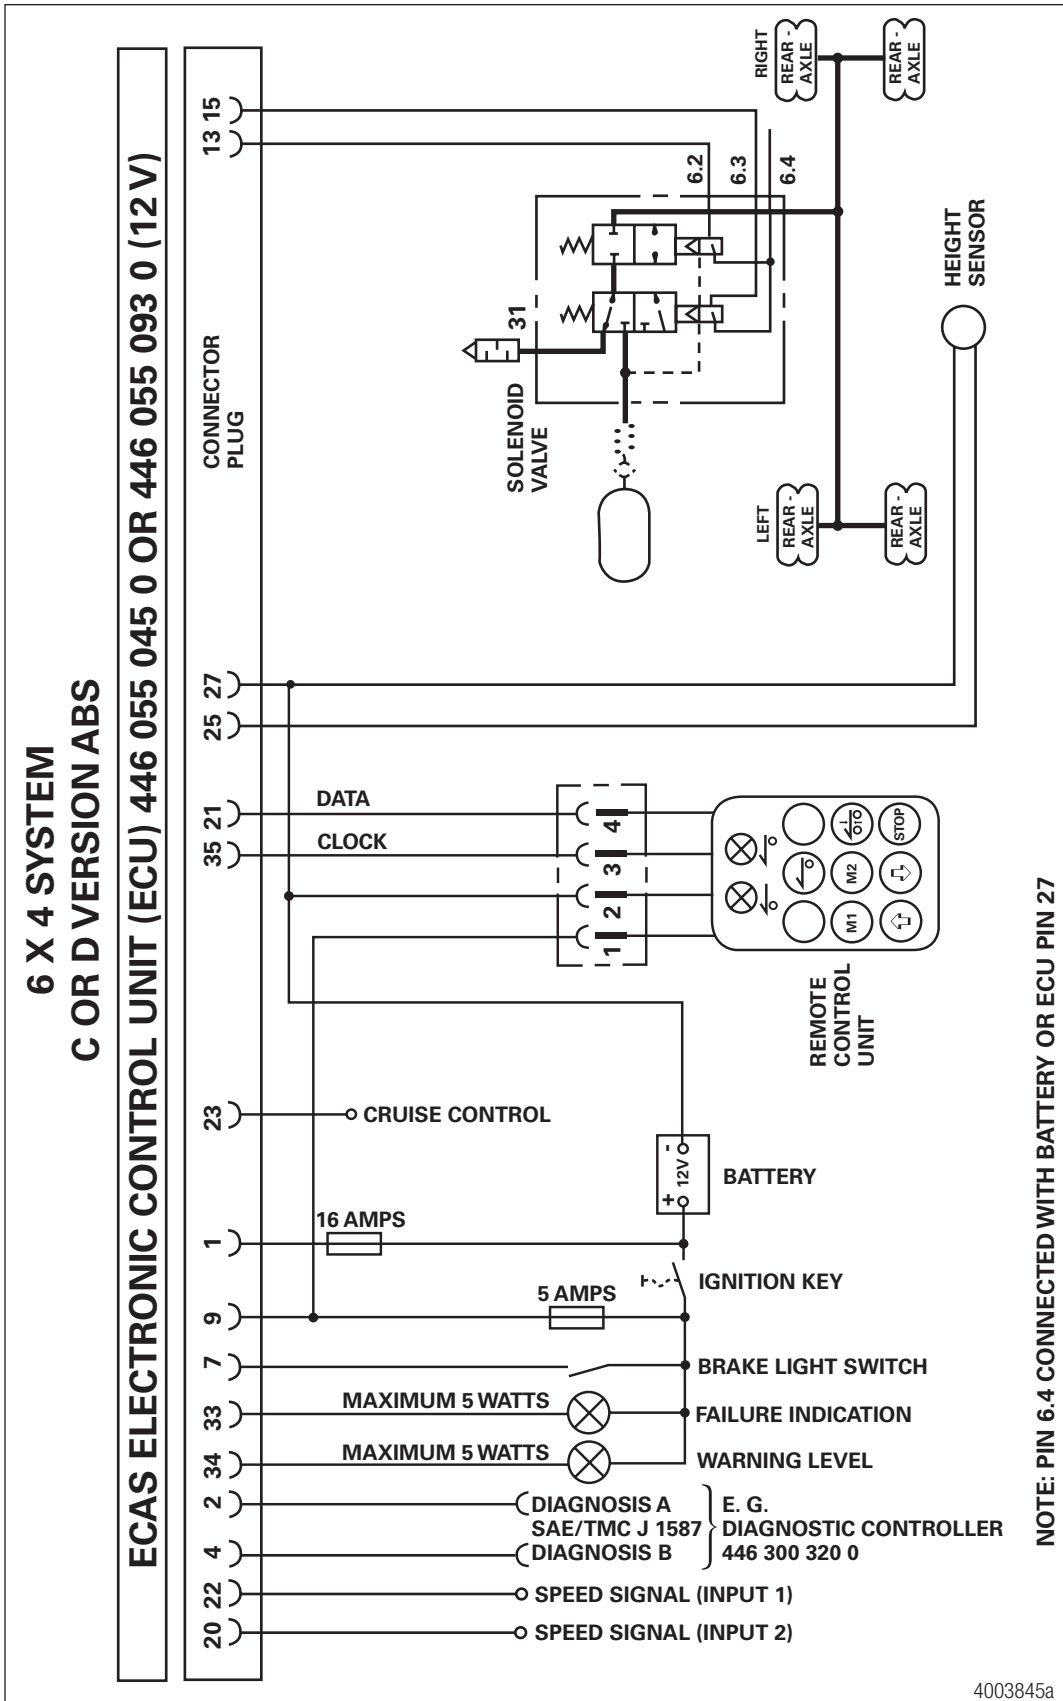 6 X 4 SYSTEM
C OR D VERSION ABS
ECAS ELECTRONIC CONTROL UNIT (ECU) 446 055 045 0 OR 446 055 093 0 (12 V)
CONNECTOR
PLUG
15
13
27
25
21
35
23
1
9
7
33
34
2
4
22
20
6.2
6.3
6.4
31
SOLENOID
VALVE
RIGHT
REAR -
AXLE
REAR -
AXLE
LEFT
REAR -
AXLE
REAR -
AXLE
HEIGHT
SENSOR
DATA
CLOCK
4
3
2
1
M1
M2
STOP
REMOTE
CONTROL
UNIT
CRUISE CONTROL
+ 12V -
BATTERY
16 AMPS
IGNITION KEY
5 AMPS
BRAKE LIGHT SWITCH
MAXIMUM 5 WATTS
FAILURE INDICATION
MAXIMUM 5 WATTS
WARNING LEVEL
DIAGNOSIS A
SAE/TMC J 1587
DIAGNOSIS B
E. G.
DIAGNOSTIC CONTROLLER
446 300 320 0
SPEED SIGNAL (INPUT 1)
SPEED SIGNAL (INPUT 2)
NOTE: PIN 6.4 CONNECTED WITH BATTERY OR ECU PIN 27
4003845a